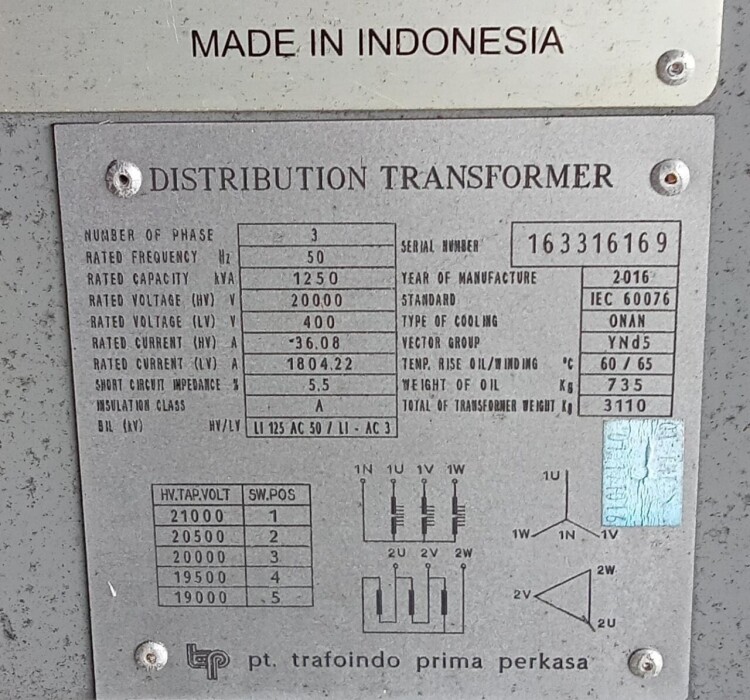 MADE IN INDONESIA
DISTRIBUTION TRANSFORMER
NUMBER OF PHASE 3
RATED FREQUENCY Hz 50
RATED CAPACITY kVA 1250
RATED VOLTAGE (HV) V 20000
RATED VOLTAGE (LV) V 400
RATED CURRENT (HV) A 36.08
RATED CURRENT (LV) A 1804.22
SHORT CIRCUIT IMPEDANCE % 5.5
INSULATION CLASS A
BIL (kV) HV/LV LI 125 AC 50 / LI - AC 3
SERIAL NUMBER 163316169
YEAR OF MANUFACTURE 2016
STANDARD IEC 60076
TYPE OF COOLING ONAN
VECTOR GROUP YNd5
TEMP. RISE OIL/WINDING °C 60 / 65
WEIGHT OF OIL Kg 735
TOTAL OF TRANSFORMER WEIGHT Kg 3110
HV.TAP.VOLT SW.POS
21000 1
20500 2
20000 3
19500 4
19000 5
1N 1U 1V 1W
2U 2V 2W
1U
1W 1N 1V
2W
2V
2U
tp pt. trafoindo prima perkasa